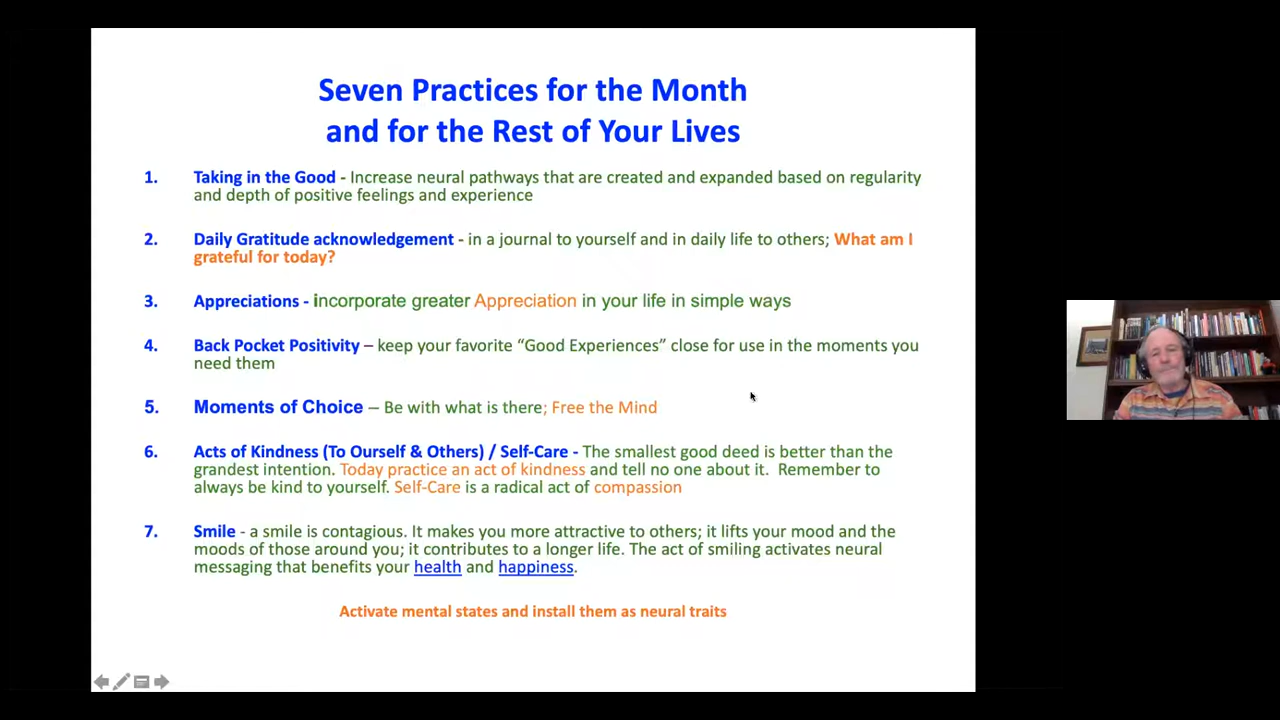 Seven Practices for the Month
and for the Rest of Your Lives
1. Taking in the Good - Increase neural pathways that are created and expanded based on regularity
and depth of positive feelings and experience
2. Daily Gratitude acknowledgement - in a journal to yourself and in daily life to others; What am I
grateful for today?
3. Appreciations - incorporate greater Appreciation in your life in simple ways
4. Back Pocket Positivity – keep your favorite “Good Experiences” close for use in the moments you
need them
5. Moments of Choice – Be with what is there; Free the Mind
6. Acts of Kindness (To Ourself & Others) / Self-Care - The smallest good deed is better than the
grandest intention. Today practice an act of kindness and tell no one about it. Remember to
always be kind to yourself. Self-Care is a radical act of compassion
7. Smile - a smile is contagious. It makes you more attractive to others; it lifts your mood and the
moods of those around you; it contributes to a longer life. The act of smiling activates neural
messaging that benefits your health and happiness.
Activate mental states and install them as neural traits